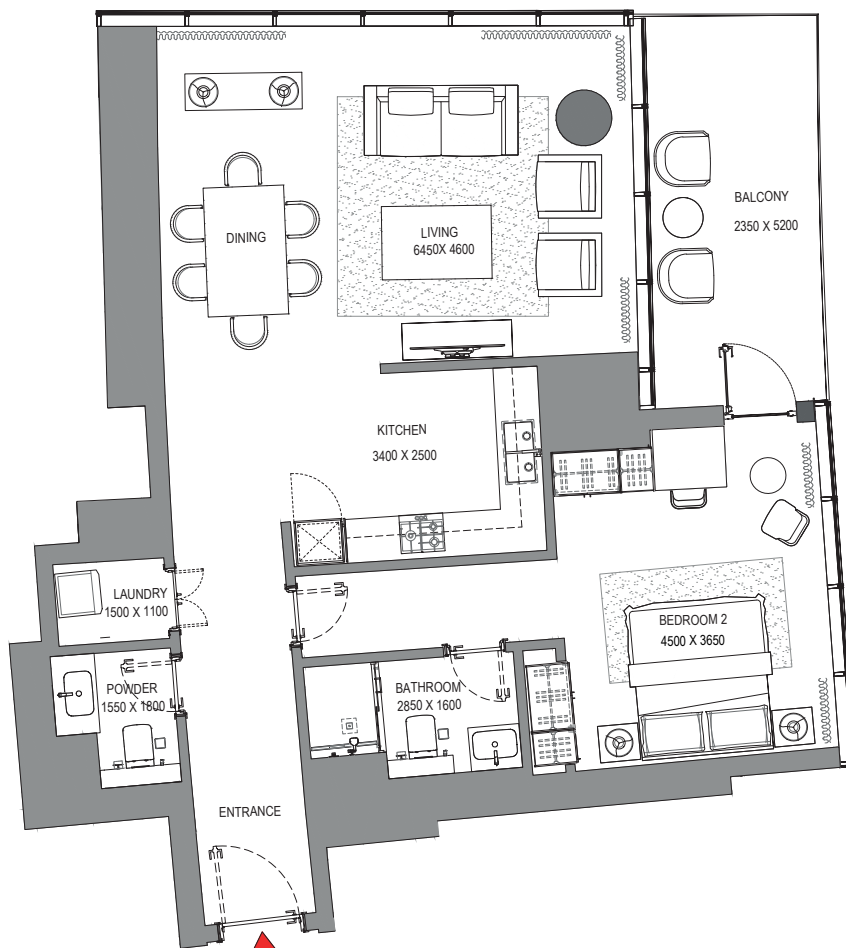 BALCONY
2350 X 5200
DINING
LIVING
6450X 4600
KITCHEN
3400 X 2500
LAUNDRY
1500 X 1100
BEDROOM 2
4500 X 3650
POWDER
1550 X 1800
BATHROOM
2850 X 1600
ENTRANCE